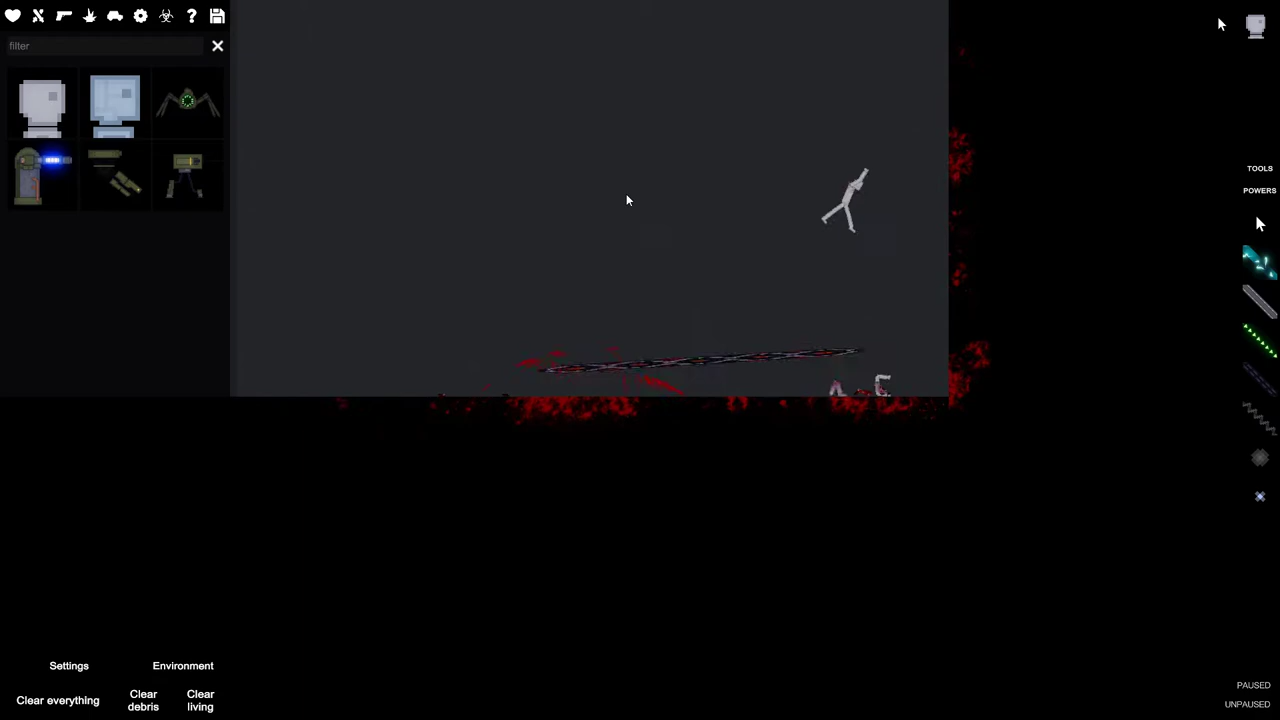 ?
filter
TOOLS
POWERS
Settings
Environment
Clear everything
Clear
debris
Clear
living
PAUSED
UNPAUSED